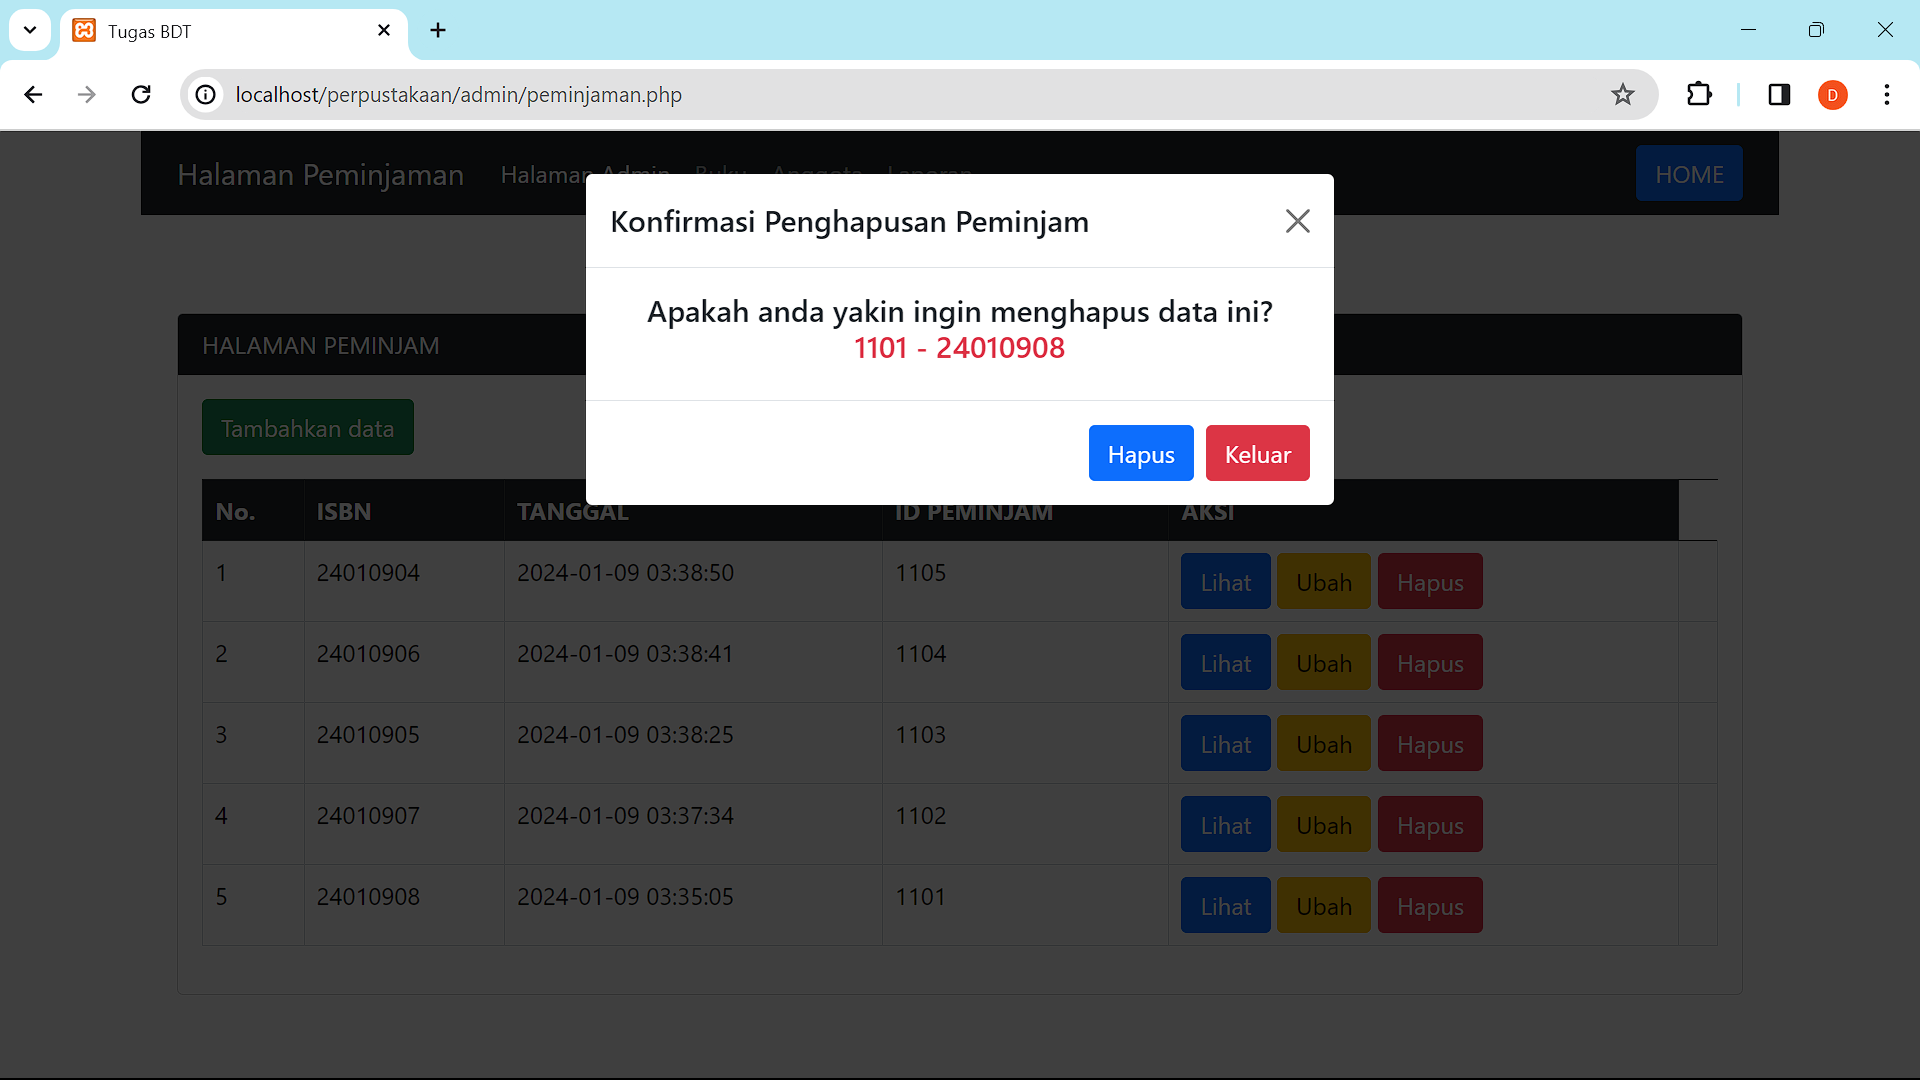 Tugas BDT
localhost/perpustakaan/admin/peminjaman.php
D
Halaman Peminjaman Halaman Admin Buku Anggota Laporan HOME
Konfirmasi Penghapusan Peminjam
Apakah anda yakin ingin menghapus data ini?
1101 - 24010908
Hapus Keluar
HALAMAN PEMINJAM
Tambahkan data
No. ISBN TANGGAL ID PEMINJAM AKSI
1 24010904 2024-01-09 03:38:50 1105 Lihat Ubah Hapus
2 24010906 2024-01-09 03:38:41 1104 Lihat Ubah Hapus
3 24010905 2024-01-09 03:38:25 1103 Lihat Ubah Hapus
4 24010907 2024-01-09 03:37:34 1102 Lihat Ubah Hapus
5 24010908 2024-01-09 03:35:05 1101 Lihat Ubah Hapus